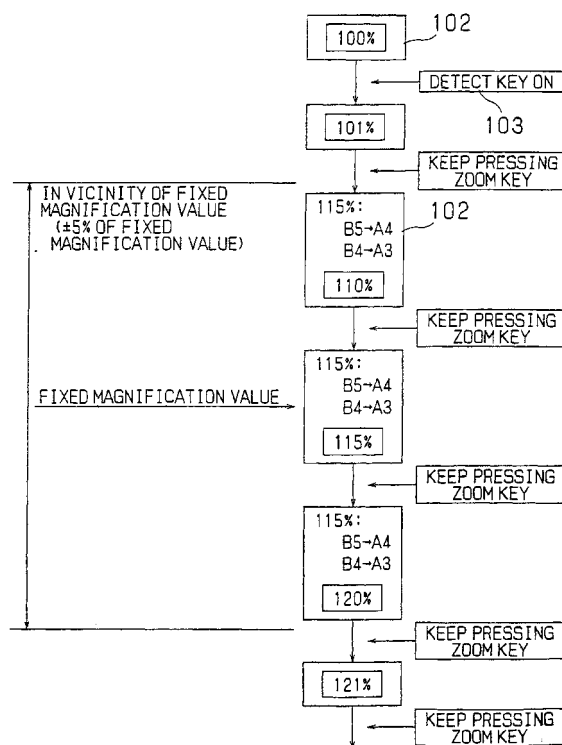 100%
102
DETECT KEY ON
103
101%
KEEP PRESSING
ZOOM KEY
IN VICINITY OF FIXED
MAGNIFICATION VALUE
(±5% OF FIXED
MAGNIFICATION VALUE)
115%:
B5→A4
B4→A3
110%
102
KEEP PRESSING
ZOOM KEY
FIXED MAGNIFICATION VALUE
115%:
B5→A4
B4→A3
115%
KEEP PRESSING
ZOOM KEY
115%:
B5→A4
B4→A3
120%
KEEP PRESSING
ZOOM KEY
121%
KEEP PRESSING
ZOOM KEY